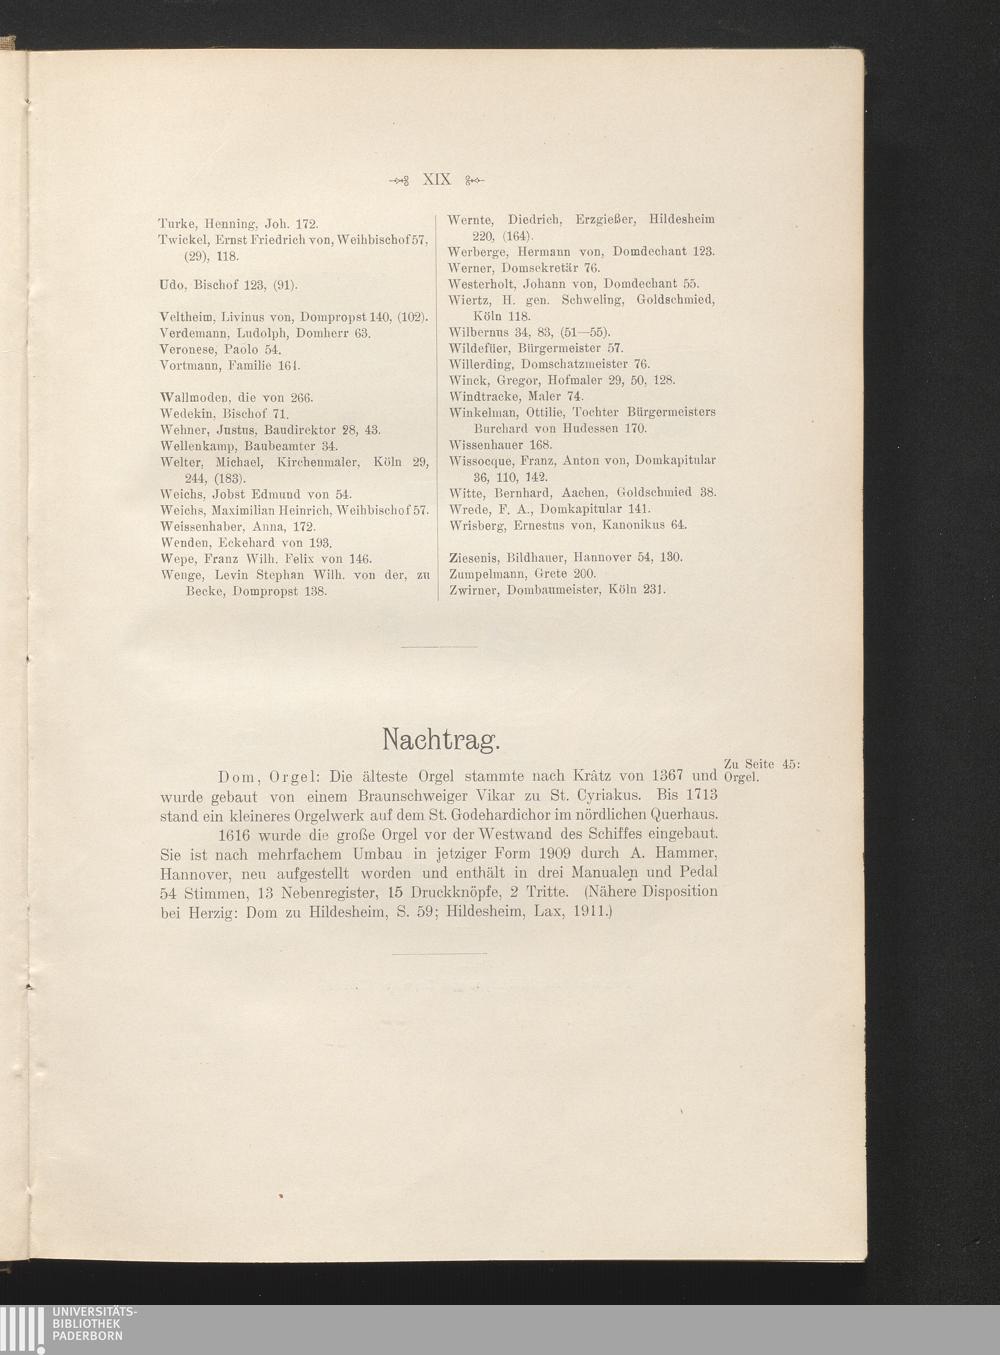 XIX
Turke, Henning, Joh. 172.
Twickel, Ernst Friedrich von, Weihbischof 57,
(29), 118.
Udo, Bischof 123, (91).
Veltheim, Livinus von, Dompropst 140, (102).
Verdemann, Ludolph, Domherr 63.
Veronese, Paolo 54.
Vortmann, Familie 161.
Wallmoden, die von 266.
Wedekin, Bischof 71.
Wehner, Justus, Baudirektor 28, 43.
Wellenkamp, Baubeamter 34.
Welter, Michael, Kirchenmaler, Köln 29,
244, (183).
Weichs, Jobst Edmund von 54.
Weichs, Maximilian Heinrich, Weihbischof 57.
Weissenhaber, Anna, 172.
Wenden, Eckehard von 193.
Wepe, Franz Wilh. Felix von 146.
Wenge, Levin Stephan Wilh. von der, zu
Becke, Dompropst 138.
Wernte, Diedrich, Erzgießer, Hildesheim
220, (164).
Werberge, Hermann von, Domdechant 123.
Werner, Domsekretär 76.
Westerholt, Johann von, Domdechant 55.
Wiertz, H. gen. Schweling, Goldschmied,
Köln 118.
Wilbernus 34, 83, (51—55).
Wildefüer, Bürgermeister 57.
Willerding, Domschatzmeister 76.
Winck, Gregor, Hofmaler 29, 50, 128.
Windtracke, Maler 74.
Winkelman, Ottilie, Tochter Bürgermeisters
Burchard von Hudessen 170.
Wissenhauer 168.
Wissocque, Franz, Anton von, Domkapitular
36, 110, 142.
Witte, Bernhard, Aachen, Goldschmied 38.
Wrede, F. A., Domkapitular 141.
Wrisberg, Ernestus von, Kanonikus 64.
Ziesenis, Bildhauer, Hannover 54, 130.
Zumpelmann, Grete 200.
Zwirner, Dombaumeister, Köln 231.
Nachtrag.
Zu Seite 45:
Orgel.
Dom, Orgel: Die älteste Orgel stammte nach Krâtz von 1367 und
wurde gebaut von einem Braunschweiger Vikar zu St. Cyriakus. Bis 1713
stand ein kleineres Orgelwerk auf dem St. Godehardichor im nördlichen Querhaus.
1616 wurde die große Orgel vor der Westwand des Schiffes eingebaut.
Sie ist nach mehrfachem Umbau in jetziger Form 1909 durch A. Hammer,
Hannover, neu aufgestellt worden und enthält in drei Manualen und Pedal
54 Stimmen, 13 Nebenregister, 15 Druckknöpfe, 2 Tritte. (Nähere Disposition
bei Herzig: Dom zu Hildesheim, S. 59; Hildesheim, Lax, 1911.)
UNIVERSITÄTS-
BIBLIOTHEK
PADERBORN